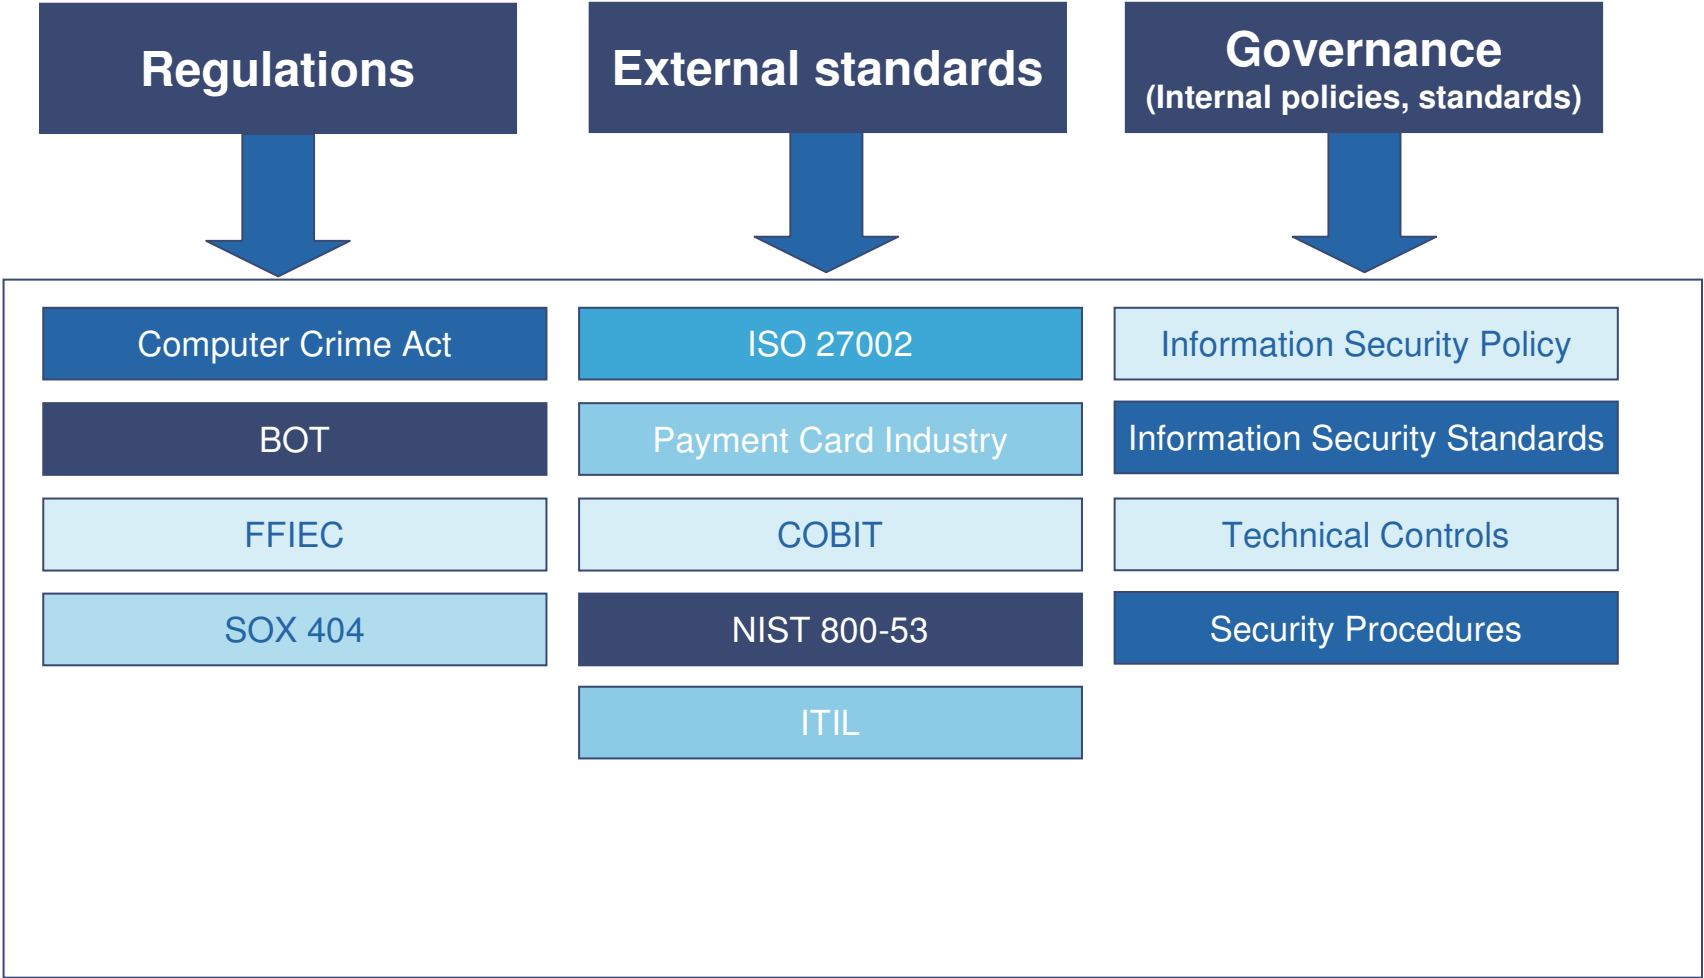 Regulations
External standards
Governance
(Internal policies, standards)
Computer Crime Act
BOT
FFIEC
SOX 404
ISO 27002
Payment Card Industry
COBIT
NIST 800-53
ITIL
Information Security Policy
Information Security Standards
Technical Controls
Security Procedures